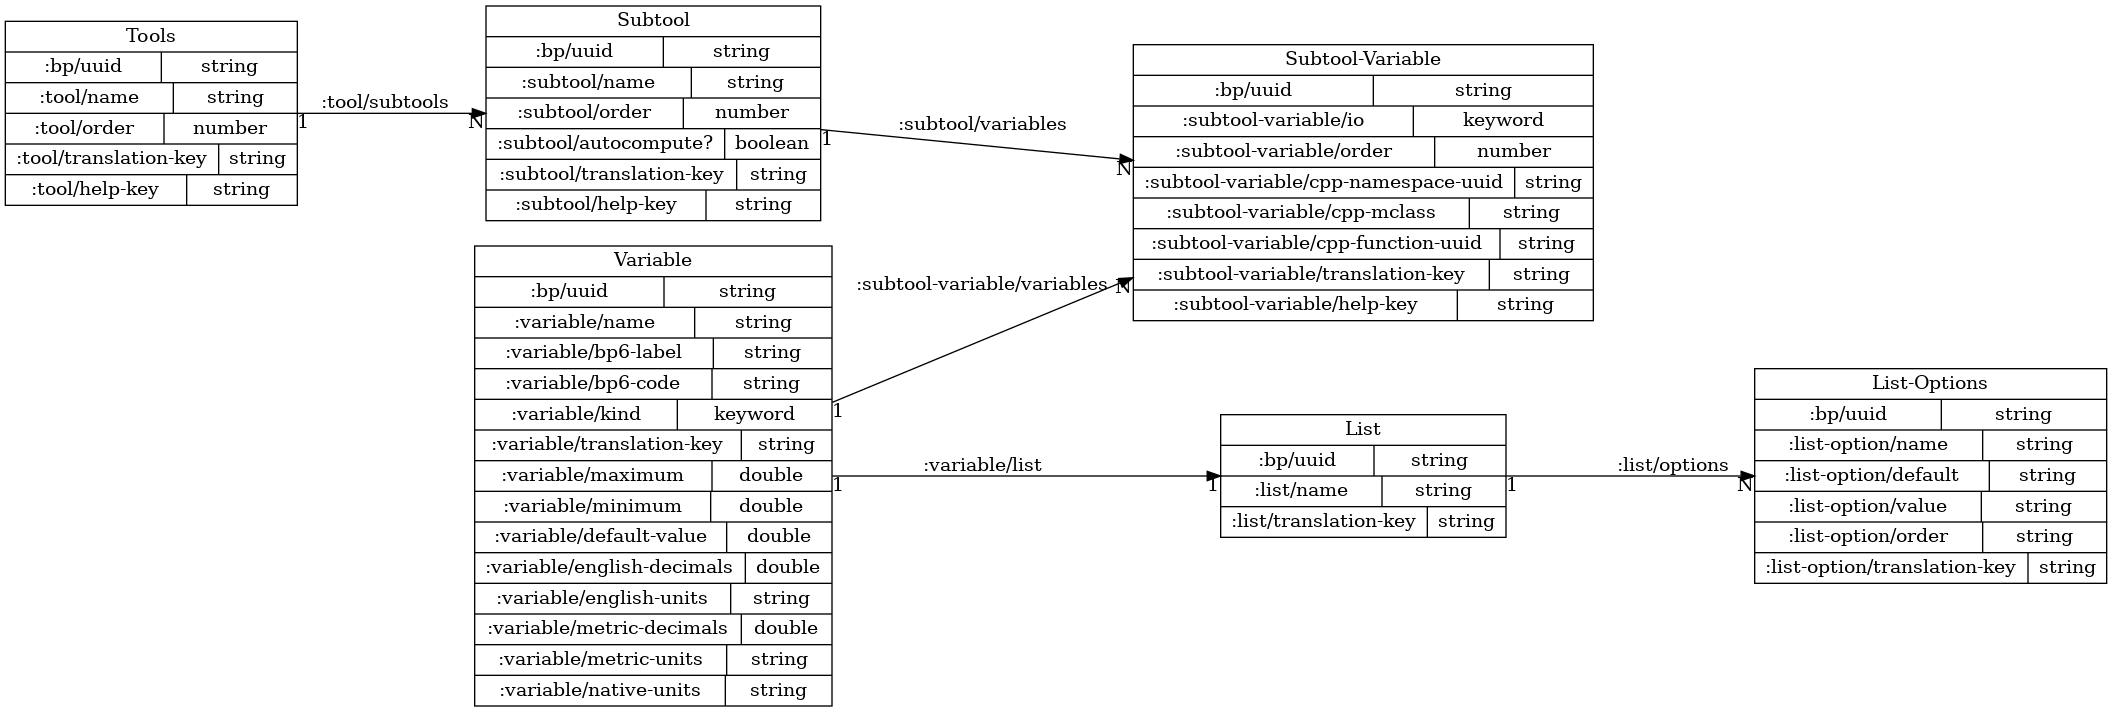 Tools
:bp/uuid string
:tool/name string
:tool/order number
:tool/translation-key string
:tool/help-key string
1 :tool/subtools N
Subtool
:bp/uuid string
:subtool/name string
:subtool/order number
:subtool/autocompute? boolean
:subtool/translation-key string
:subtool/help-key string
1 :subtool/variables N
Subtool-Variable
:bp/uuid string
:subtool-variable/io keyword
:subtool-variable/order number
:subtool-variable/cpp-namespace-uuid string
:subtool-variable/cpp-mclass string
:subtool-variable/cpp-function-uuid string
:subtool-variable/translation-key string
:subtool-variable/help-key string
Variable
:bp/uuid string
:variable/name string
:variable/bp6-label string
:variable/bp6-code string
:variable/kind keyword
:variable/translation-key string
:variable/maximum double
:variable/minimum double
:variable/default-value double
:variable/english-decimals double
:variable/english-units string
:variable/metric-decimals double
:variable/metric-units string
:variable/native-units string
1 :subtool-variable/variables N
1 :variable/list 1
List
:bp/uuid string
:list/name string
:list/translation-key string
1 :list/options N
List-Options
:bp/uuid string
:list-option/name string
:list-option/default string
:list-option/value string
:list-option/order string
:list-option/translation-key string